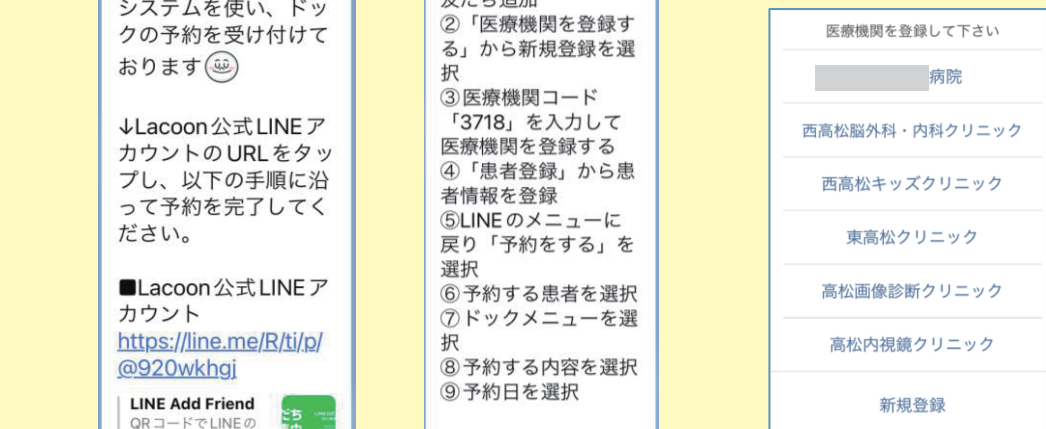 システムを使い、ドッ
クの予約を受け付けて
おります
↓Lacoon公式LINEア
カウントのURLをタッ
プし、以下の手順に沿
って予約を完了してく
ださい。
■Lacoon公式LINEア
カウント
https://line.me/R/ti/p/
@920wkhgj
LINE Add Friend
QRコードでLINEの
友だち追加
②「医療機関を登録す
る」から新規登録を選
択
③医療機関コード
「3718」を入力して
医療機関を登録する
④「患者登録」から患
者情報を登録
⑤LINEのメニューに
戻り「予約をする」を
選択
⑥予約する患者を選択
⑦ドックメニューを選
択
⑧予約する内容を選択
⑨予約日を選択
医療機関を登録して下さい
病院
西高松脳外科・内科クリニック
西高松キッズクリニック
東高松クリニック
高松画像診断クリニック
高松内視鏡クリニック
新規登録